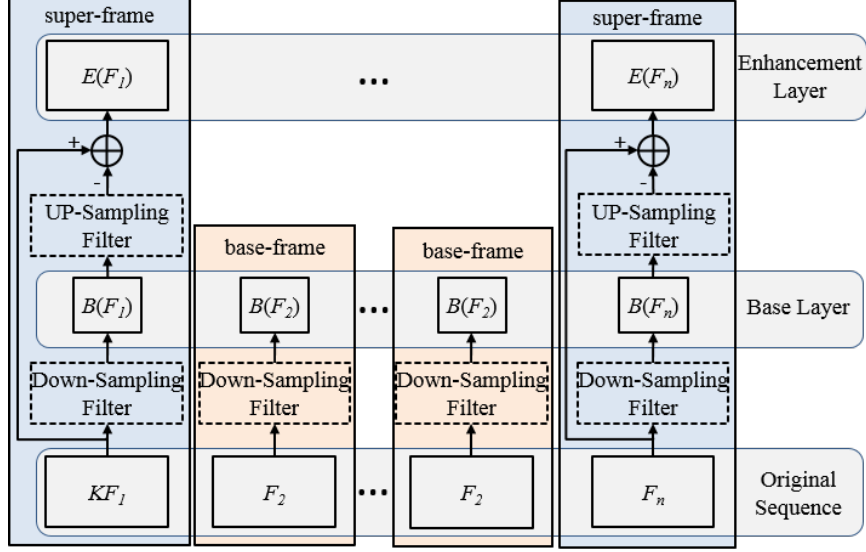 super-frame
super-frame
E(F1)
...
E(Fn)
Enhancement
Layer
+
+
-
-
UP-Sampling
Filter
UP-Sampling
Filter
base-frame
base-frame
B(F1)
B(F2)
...
B(F2)
B(Fn)
Base Layer
Down-Sampling
Filter
Down-Sampling
Filter
Down-Sampling
Filter
Down-Sampling
Filter
KF1
F2
...
F2
Fn
Original
Sequence